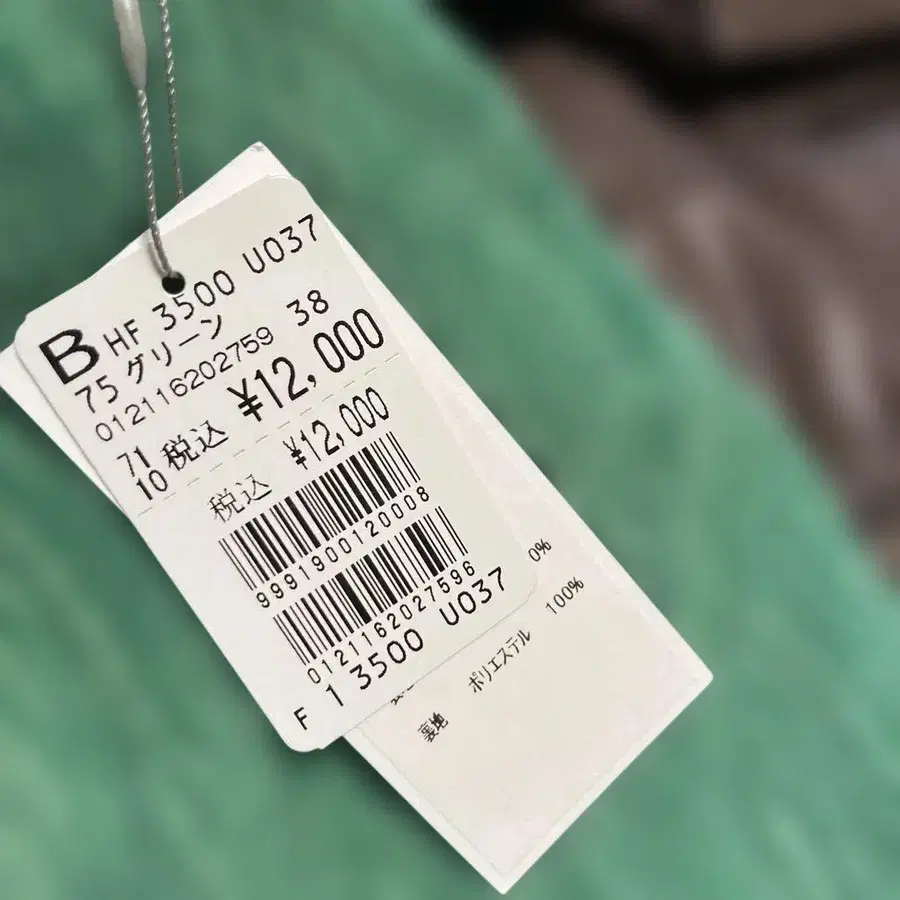 B HF 3500 U037
75 グリーン 38
012116202759
71
10 税込 ¥12,000
税込 ¥12,000
9991900120008
0121162027596
F 1 3500 U037
0%
裏地 ポリエステル 100%